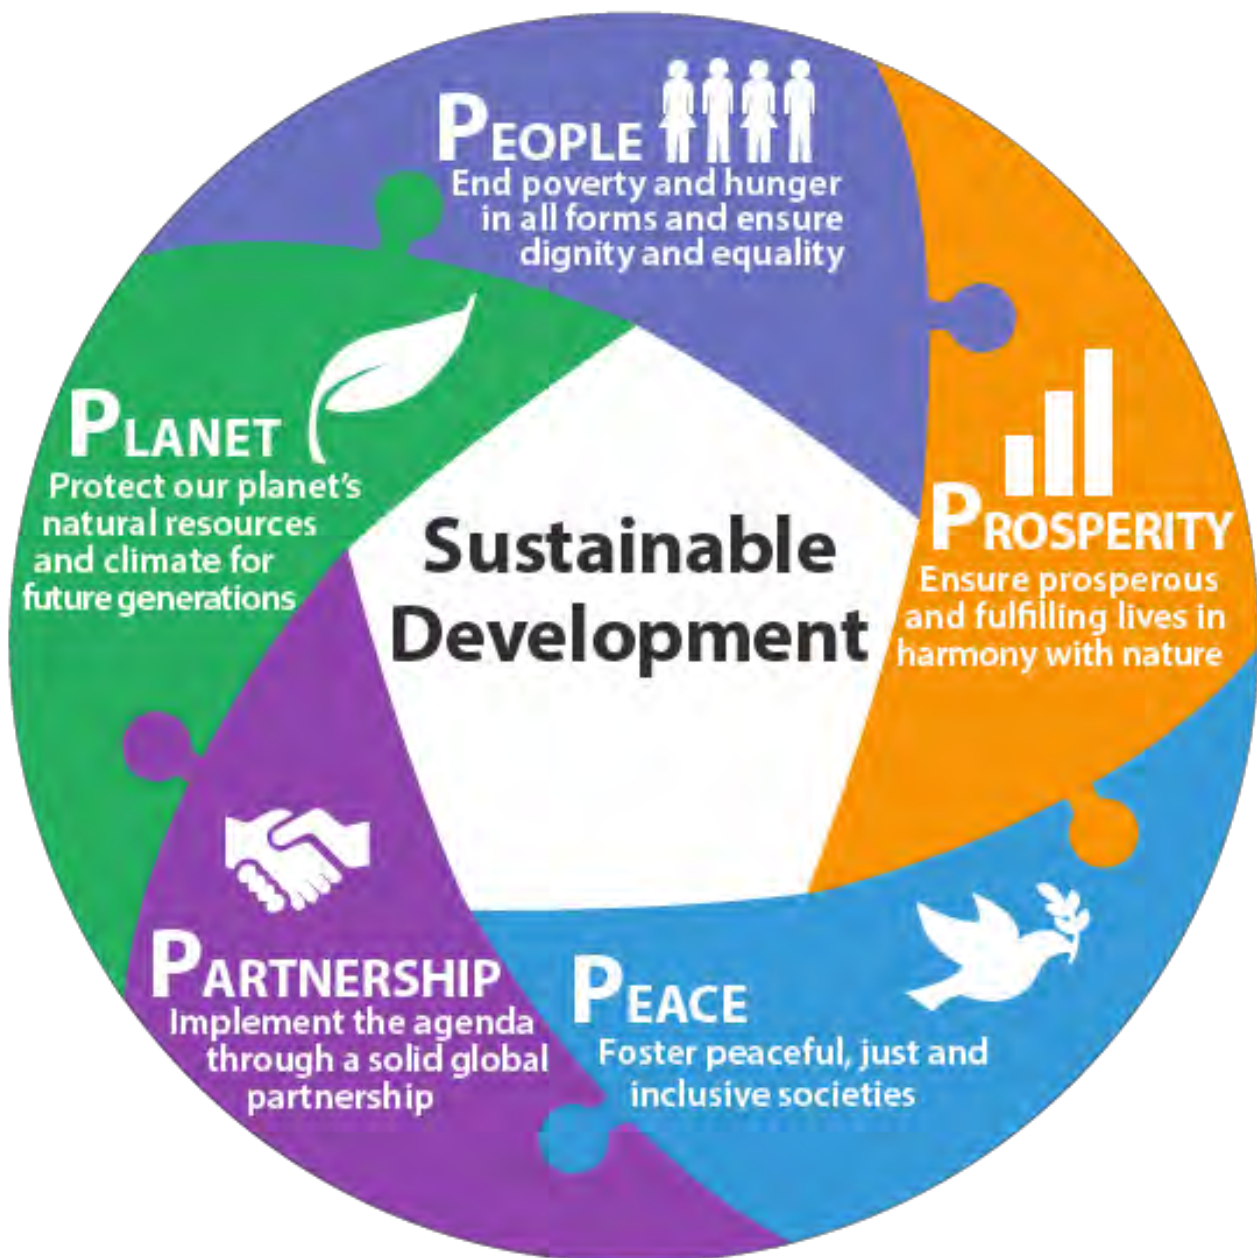 PEOPLE
End poverty and hunger
in all forms and ensure
dignity and equality
PROSPERITY
Ensure prosperous
and fulfilling lives in
harmony with nature
PEACE
Foster peaceful, just and
inclusive societies
PARTNERSHIP
Implement the agenda
through a solid global
partnership
PLANET
Protect our planet's
natural resources
and climate for
future generations
Sustainable
Development